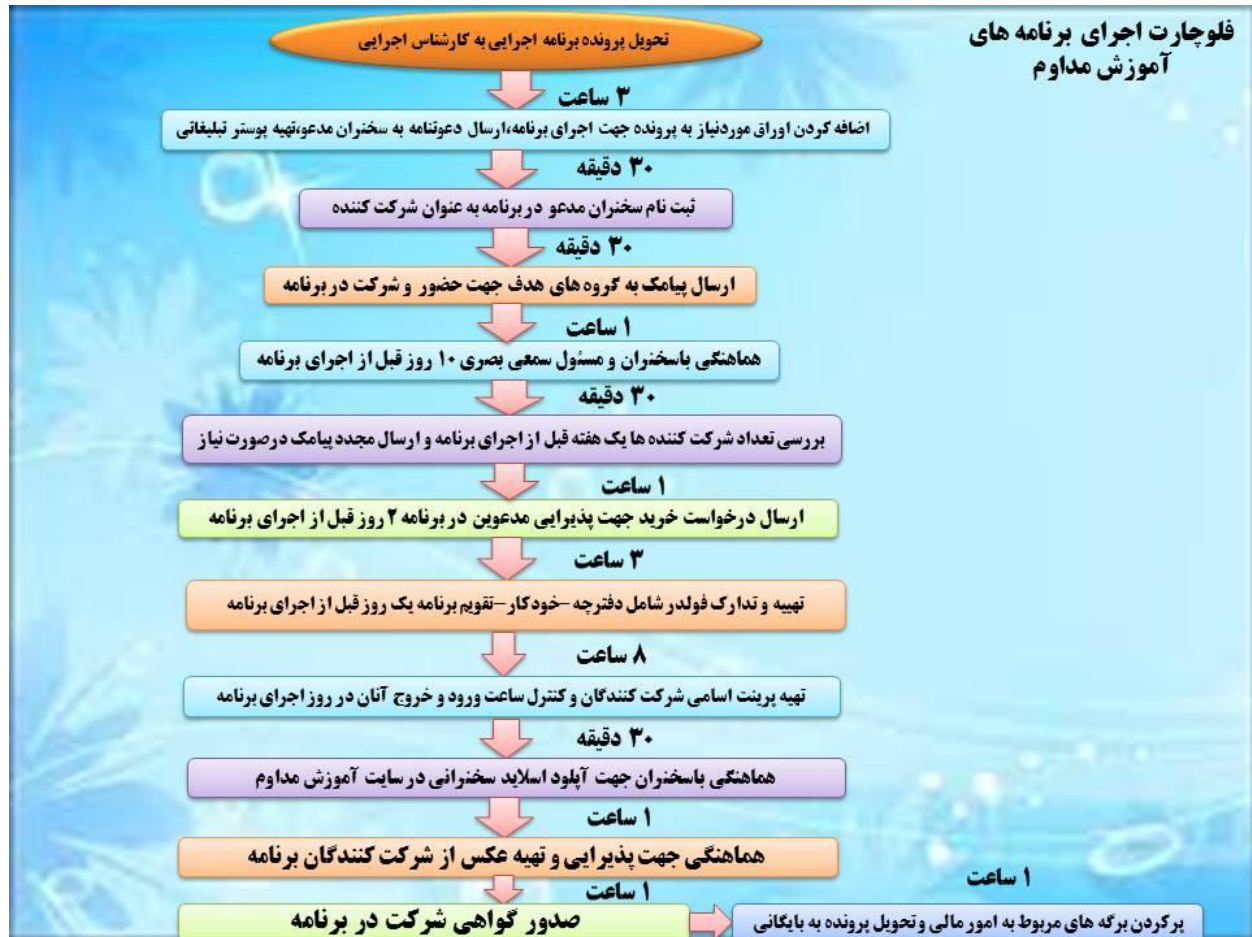 فلوچارت اجرای برنامه های
آموزش مداوم
تحویل پرونده برنامه اجرایی به کارشناس اجرایی
۳ ساعت
اضافه کردن اوراق موردنیاز به پرونده جهت اجرای برنامه،ارسال دعوتنامه به سخنران مدعو،تهیه پوستر تبلیغاتی
۳۰ دقیقه
ثبت نام سخنران مدعو در برنامه به عنوان شرکت کننده
۳۰ دقیقه
ارسال پیامک به گروه های هدف جهت حضور و شرکت در برنامه
۱ ساعت
هماهنگی باسخنران و مسئول سمعی بصری ۱۰ روز قبل از اجرای برنامه
۳۰ دقیقه
بررسی تعداد شرکت کننده ها یک هفته قبل از اجرای برنامه و ارسال مجدد پیامک درصورت نیاز
۱ ساعت
ارسال درخواست خرید جهت پذیرایی مدعوین در برنامه ۲ روز قبل از اجرای برنامه
۳ ساعت
تهییه و تدارک فولدر شامل دفترچه –خودکار–تقویم برنامه یک روز قبل از اجرای برنامه
۸ ساعت
تهیه پرینت اسامی شرکت کنندگان و کنترل ساعت ورود و خروج آنان در روز اجرای برنامه
۳۰ دقیقه
هماهنگی باسخنران جهت آپلود اسلاید سخنرانی در سایت آموزش مداوم
۱ ساعت
هماهنگی جهت پذیرایی و تهیه عکس از شرکت کنندگان برنامه
۱ ساعت
صدور گواهی شرکت در برنامه
۱ ساعت
پرکردن برگه های مربوط به امور مالی و تحویل پرونده به بایگانی